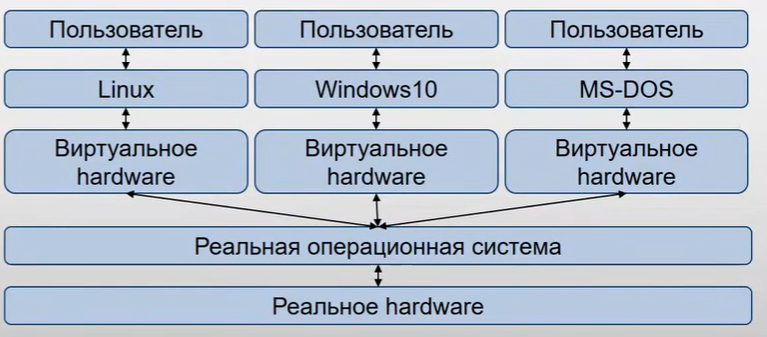 Пользователь
Пользователь
Пользователь
Linux
Windows10
MS-DOS
Виртуальное
hardware
Виртуальное
hardware
Виртуальное
hardware
Реальная операционная система
Реальное hardware